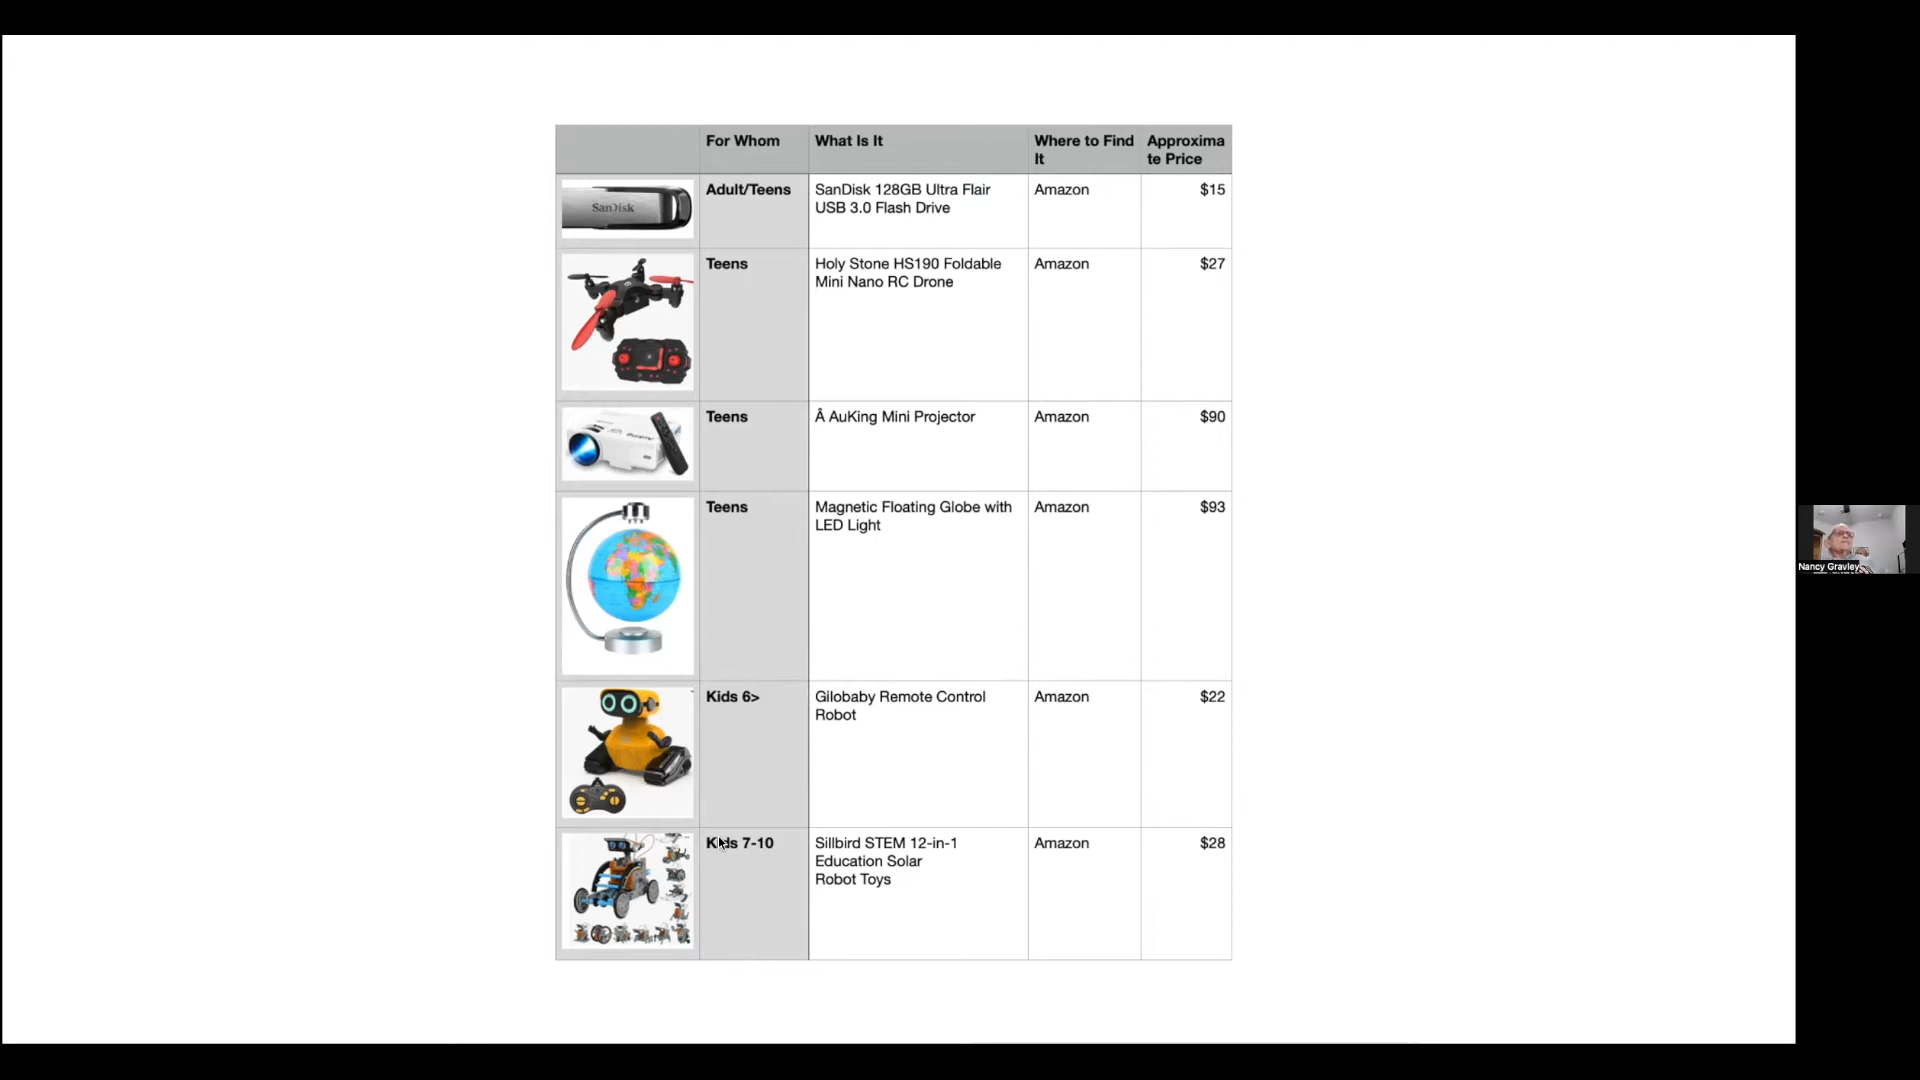 For Whom
What Is It
Where to Find
It
Approxima
te Price
SanDisk
Adult/Teens
SanDisk 128GB Ultra Flair
USB 3.0 Flash Drive
Amazon
$15
Teens
Holy Stone HS190 Foldable
Mini Nano RC Drone
Amazon
$27
Teens
Â AuKing Mini Projector
Amazon
$90
Teens
Magnetic Floating Globe with
LED Light
Amazon
$93
Kids 6>
Gilobaby Remote Control
Robot
Amazon
$22
Kids 7-10
Sillbird STEM 12-in-1
Education Solar
Robot Toys
Amazon
$28
Nancy Gravley